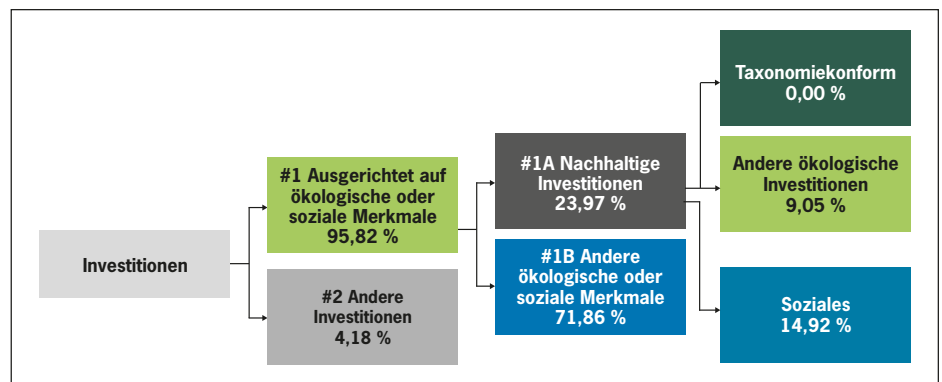 Investitionen
#1 Ausgerichtet auf
ökologische oder
soziale Merkmale
95,82 %
#2 Andere
Investitionen
4,18 %
#1A Nachhaltige
Investitionen
23,97 %
#1B Andere
ökologische oder
soziale Merkmale
71,86 %
Taxonomiekonform
0,00 %
Andere ökologische
Investitionen
9,05 %
Soziales
14,92 %